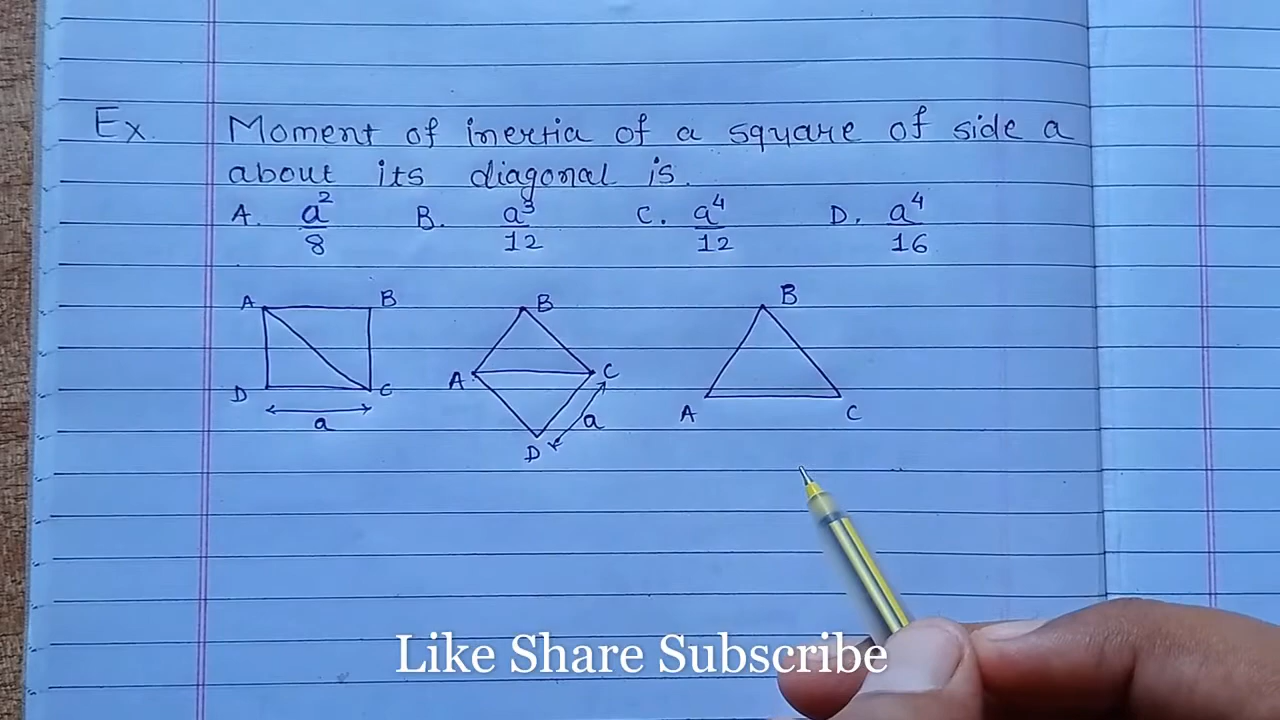 Ex. Moment of inertia of a square of side a
about its diagonal is.
A. a²/8 B. a³/12 C. a⁴/12 D. a⁴/16
A B B B
A C
D C
a a
A C
D
Like Share Subscribe